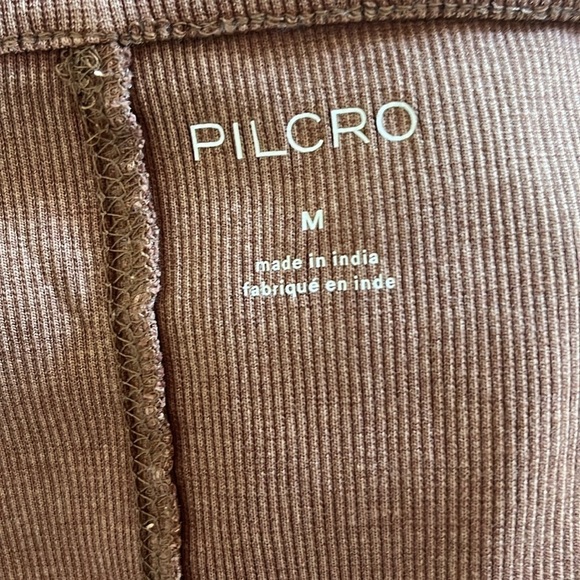 PILCRO
M
made in india
fabriqué en inde